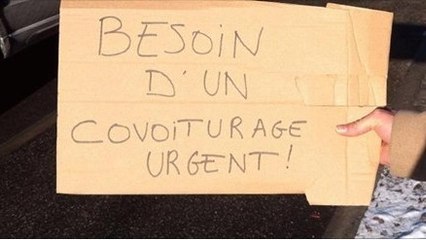 BESOIN
D'UN
COVOITURAGE
URGENT!